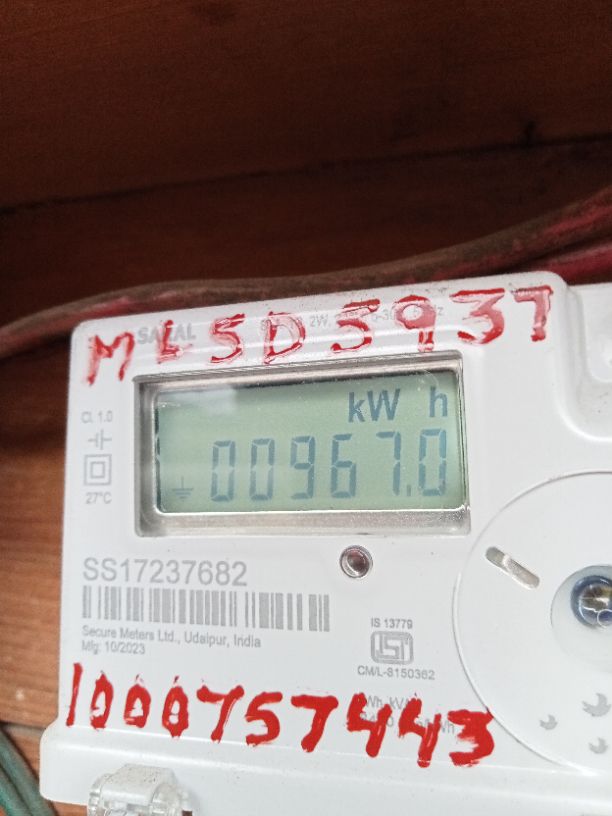 MLSD5937
kW h
00967.0
Cl. 1.0
27°C
SS17237682
Secure Meters Ltd., Udaipur, India
Mfg: 10/2023
IS 13779
CM/L-8150362
1000757443